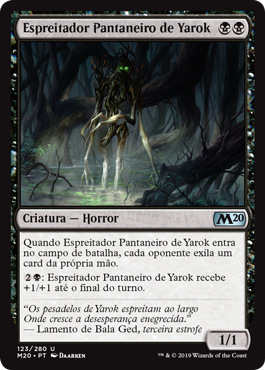 Espreitador Pantaneiro de Yarok
M20
Criatura — Horror
Quando Espreitador Pantaneiro de Yarok entra
no campo de batalha, cada oponente exila um
card da própria mão.
2: Espreitador Pantaneiro de Yarok recebe
+1/+1 até o final do turno.
“Os pesadelos de Yarok espreitam ao largo
Onde cresce a desesperança enegrecida.”
— Lamento de Bala Ged, terceira estrofe
1/1
123/280 U
M20 • PT DAARKEN
™ & © 2019 Wizards of the Coast